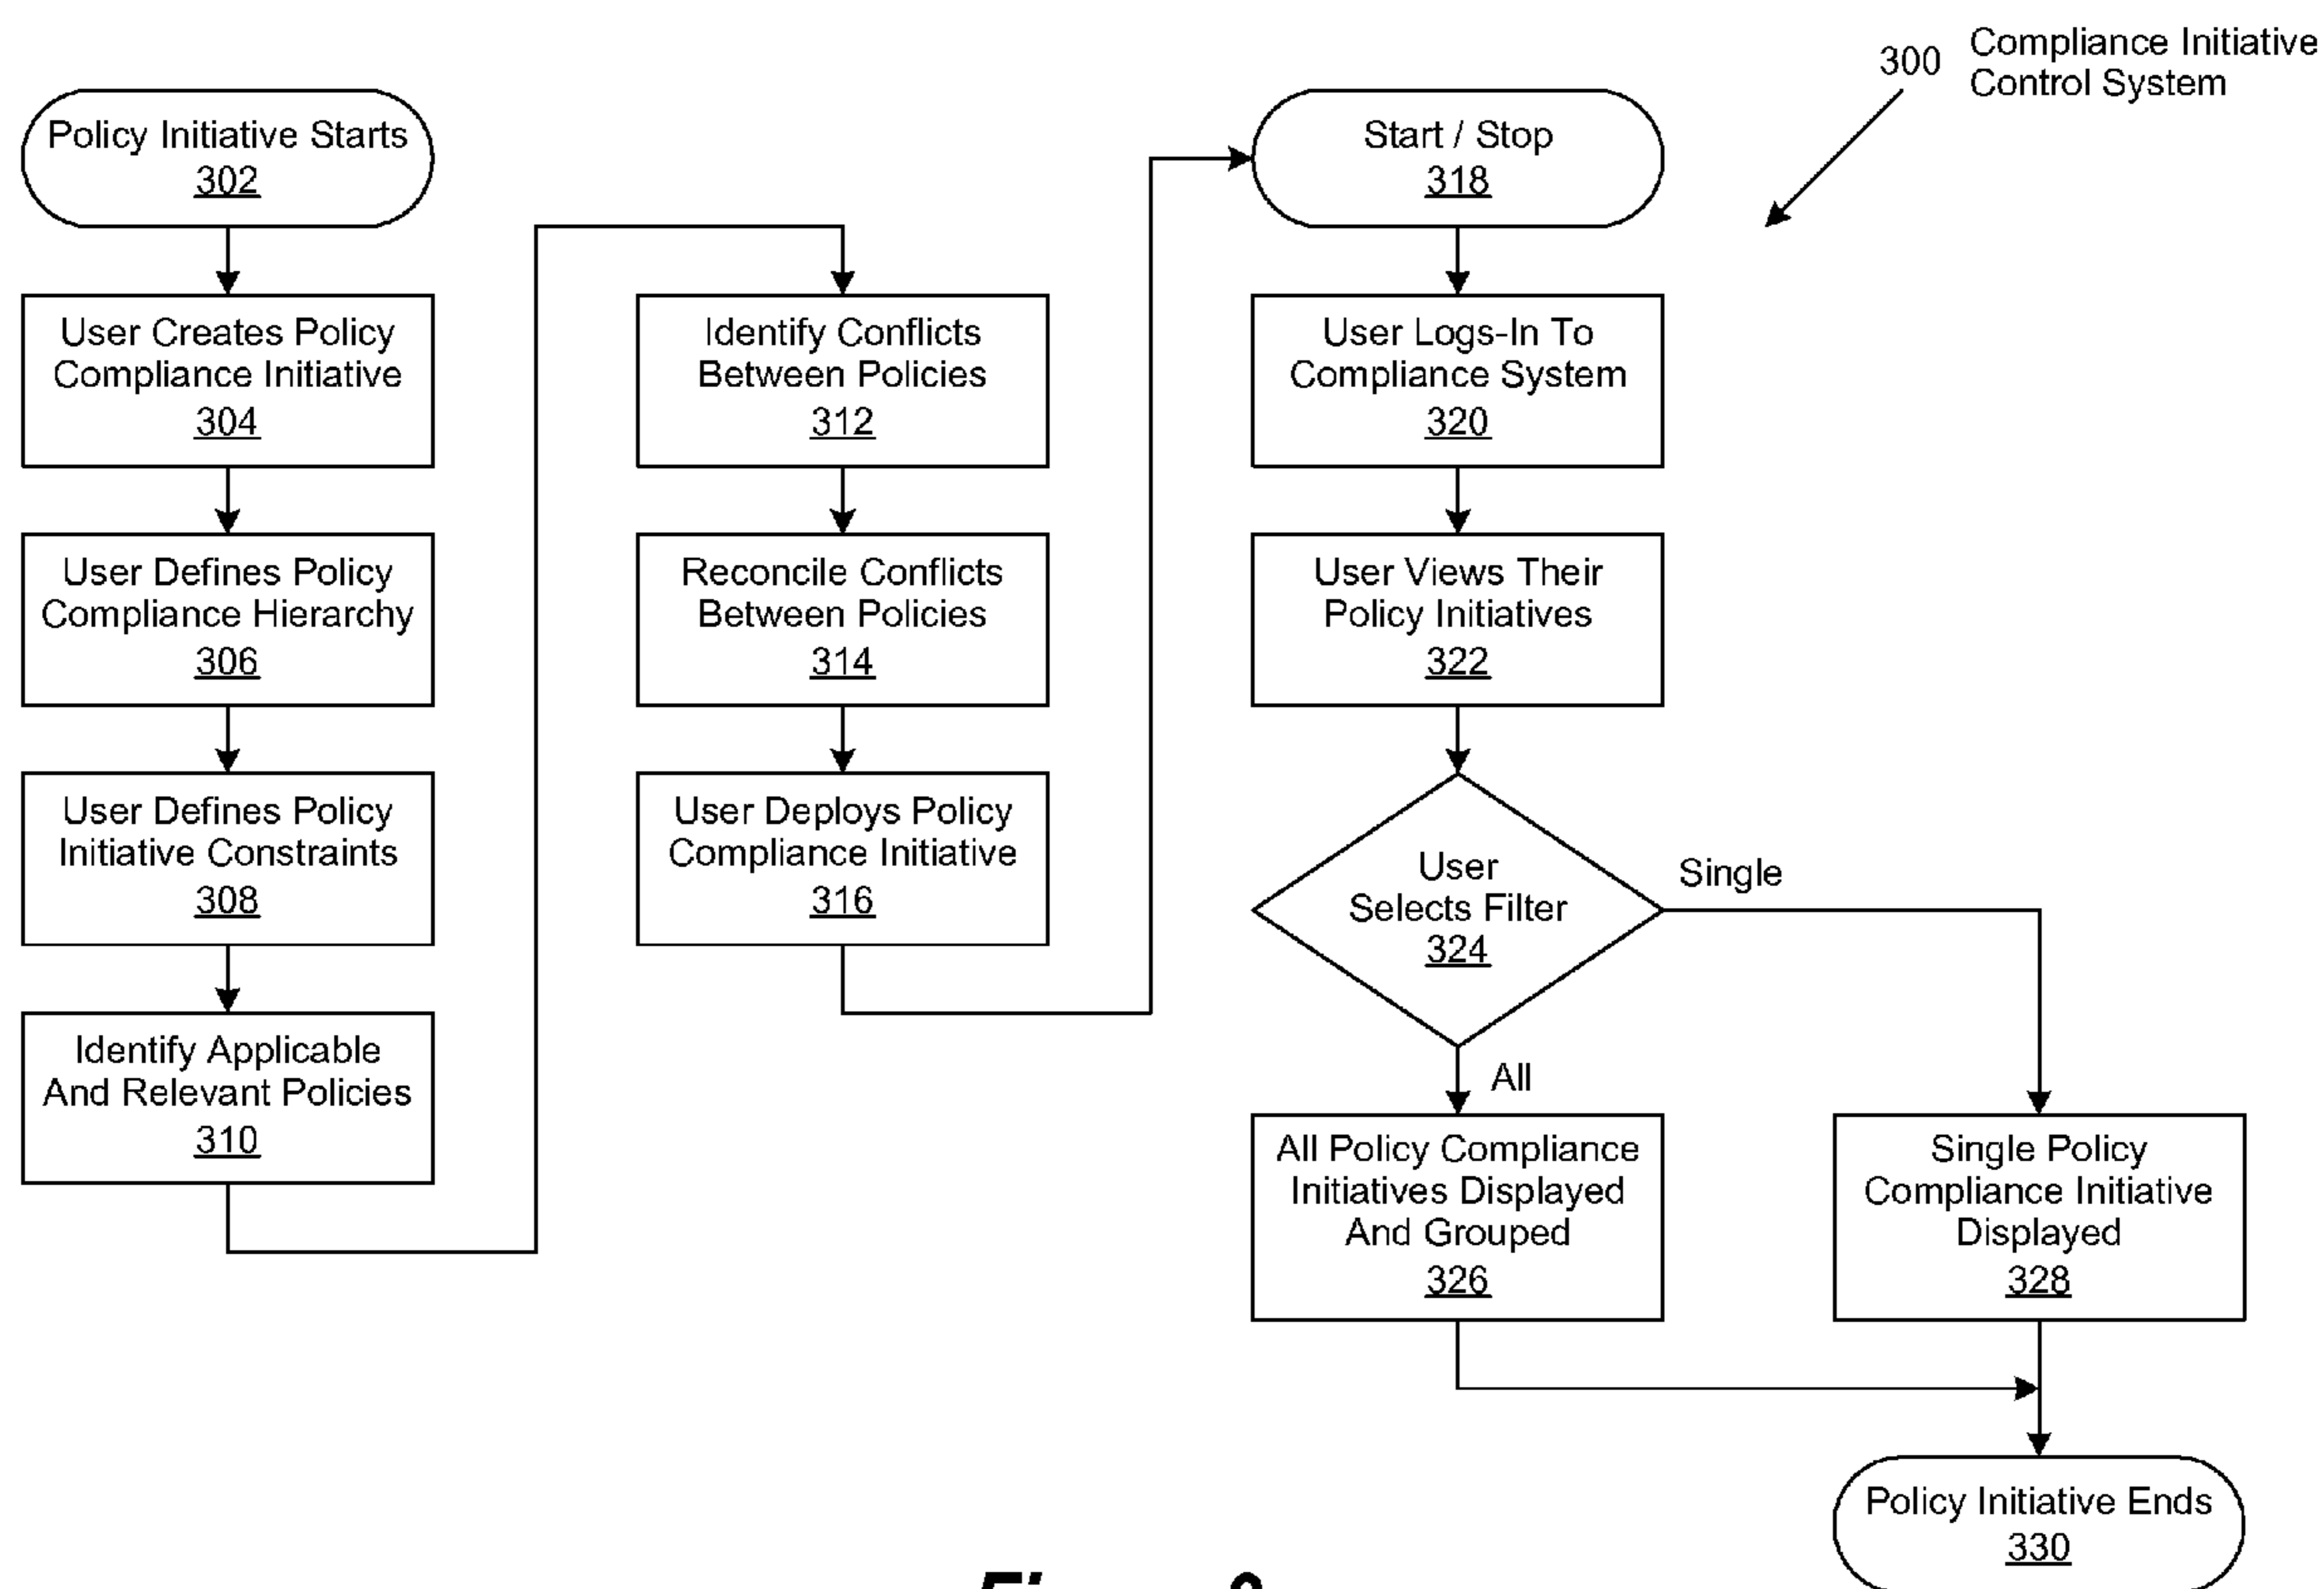 300 Compliance Initiative
Control System
Policy Initiative Starts
302
User Creates Policy
Compliance Initiative
304
User Defines Policy
Compliance Hierarchy
306
User Defines Policy
Initiative Constraints
308
Identify Applicable
And Relevant Policies
310
Identify Conflicts
Between Policies
312
Reconcile Conflicts
Between Policies
314
User Deploys Policy
Compliance Initiative
316
Start / Stop
318
User Logs-In To
Compliance System
320
User Views Their
Policy Initiatives
322
User
Selects Filter
324
Single
All
All Policy Compliance
Initiatives Displayed
And Grouped
326
Single Policy
Compliance Initiative
Displayed
328
Policy Initiative Ends
330